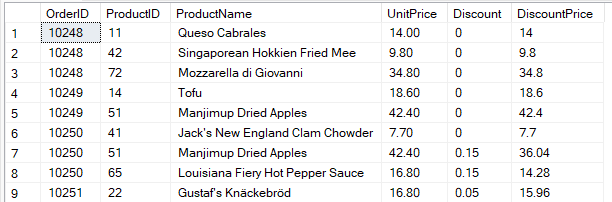 OrderID ProductID ProductName UnitPrice Discount DiscountPrice
1 10248 11 Queso Cabrales 14.00 0 14
2 10248 42 Singaporean Hokkien Fried Mee 9.80 0 9.8
3 10248 72 Mozzarella di Giovanni 34.80 0 34.8
4 10249 14 Tofu 18.60 0 18.6
5 10249 51 Manjimup Dried Apples 42.40 0 42.4
6 10250 41 Jack's New England Clam Chowder 7.70 0 7.7
7 10250 51 Manjimup Dried Apples 42.40 0.15 36.04
8 10250 65 Louisiana Fiery Hot Pepper Sauce 16.80 0.15 14.28
9 10251 22 Gustaf's Knäckebröd 16.80 0.05 15.96